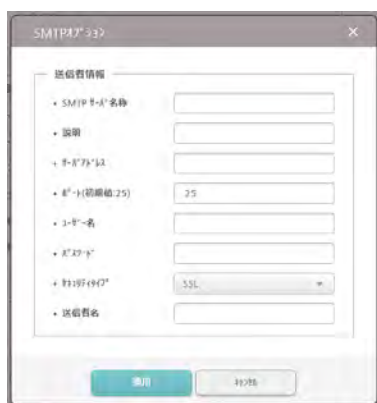 SMTPｵﾌﾟｼｮﾝ
送信者情報
SMTP ｻｰﾊﾞ名称
説明
ｻｰﾊﾞｱﾄﾞﾚｽ
ﾎﾟｰﾄ(初期値:25)
25
ﾕｰｻﾞｰ名
ﾊﾟｽﾜｰﾄﾞ
ｾｷｭﾘﾃｨﾀｲﾌﾟ
SSL
送信者名
適用
ｷｬﾝｾﾙ